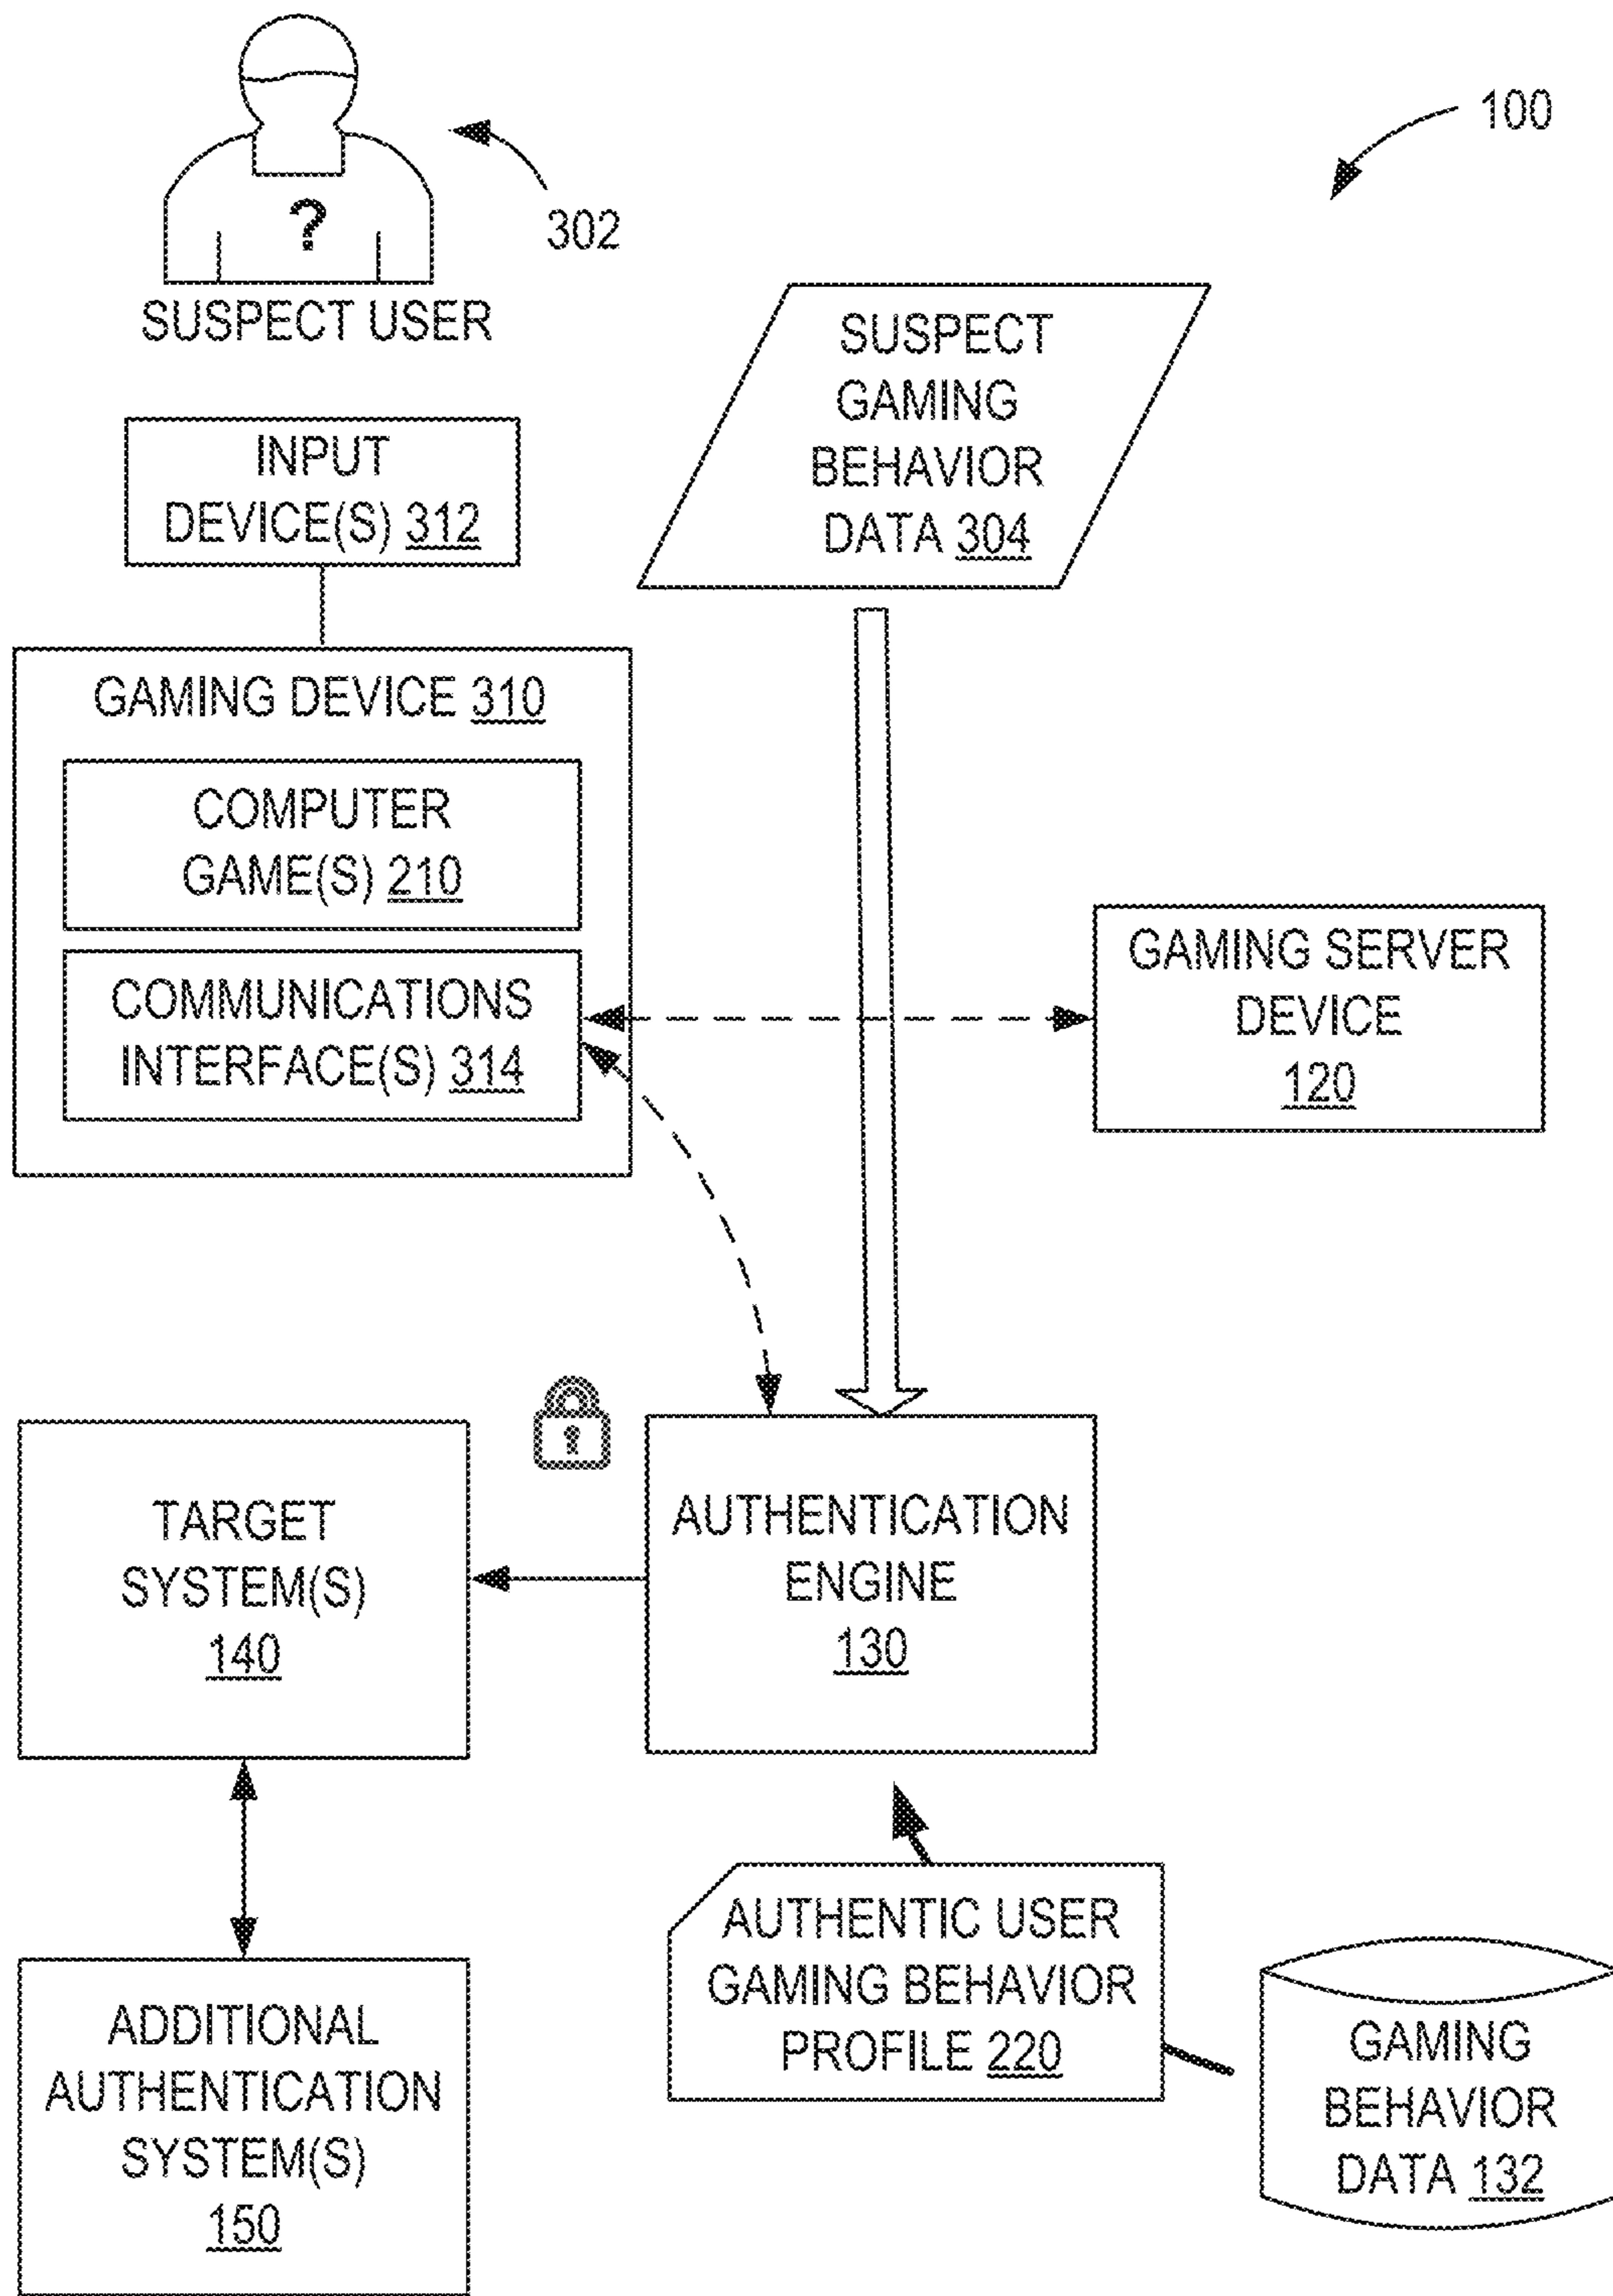 100
?
302
SUSPECT USER
SUSPECT
GAMING
BEHAVIOR
DATA 304
INPUT
DEVICE(S) 312
GAMING DEVICE 310
COMPUTER
GAME(S) 210
COMMUNICATIONS
INTERFACE(S) 314
GAMING SERVER
DEVICE
120
TARGET
SYSTEM(S)
140
AUTHENTICATION
ENGINE
130
AUTHENTIC USER
GAMING BEHAVIOR
PROFILE 220
GAMING
BEHAVIOR
DATA 132
ADDITIONAL
AUTHENTICATION
SYSTEM(S)
150